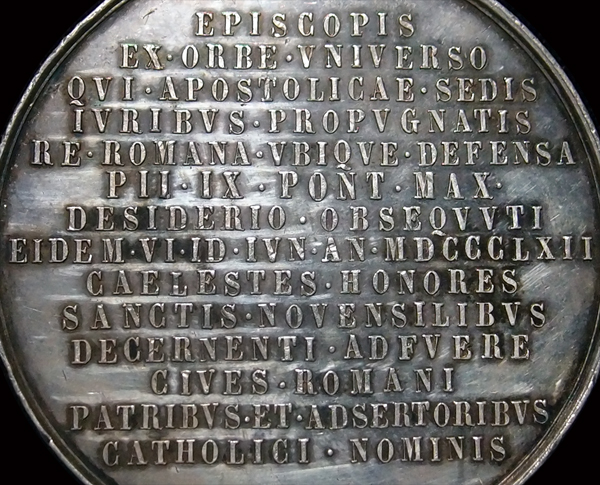 EPISCOPIS
EX·ORBE·VNIVERSO
QVI·APOSTOLICAE·SEDIS
IVRIBVS·PROPVGNATIS
RE·ROMANA·VBIQVE·DEFENSA
PII·IX·PONT·MAX·
DESIDERIO·OBSEQVVTI
EIDEM·VI·ID·IVN·AN·MDCCCLXII
CAELESTES·HONORES
SANCTIS·NOVENSILIBVS
DECERNENTI·ADFVERE
CIVES·ROMANI
PATRIBVS·ET·ADSERTORIBVS
CATHOLICI·NOMINIS